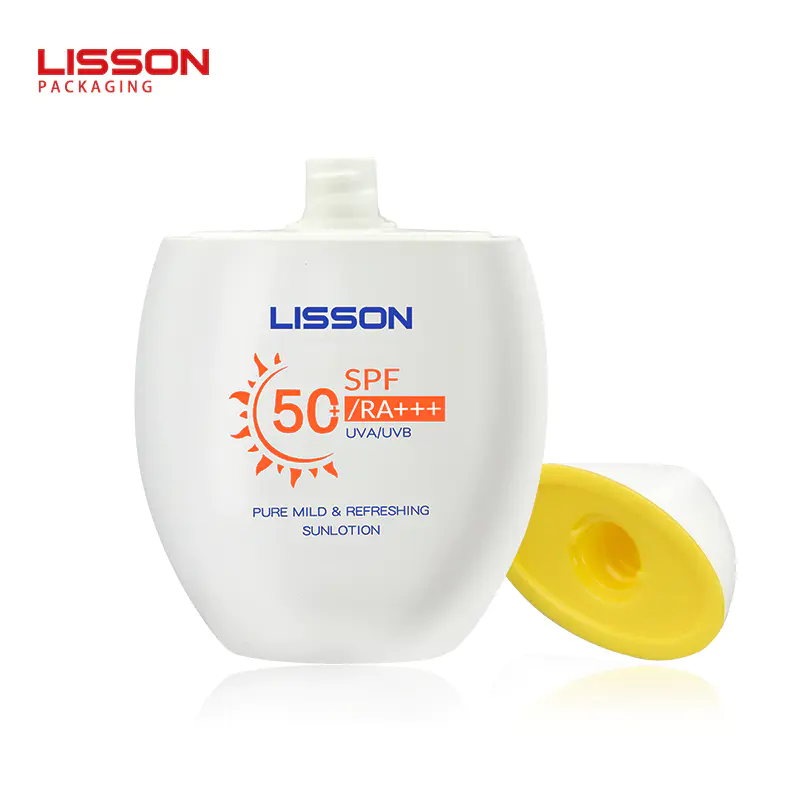 LISSON
PACKAGING
LISSON
50+
SPF
/RA+++
UVA/UVB
PURE MILD & REFRESHING
SUNLOTION